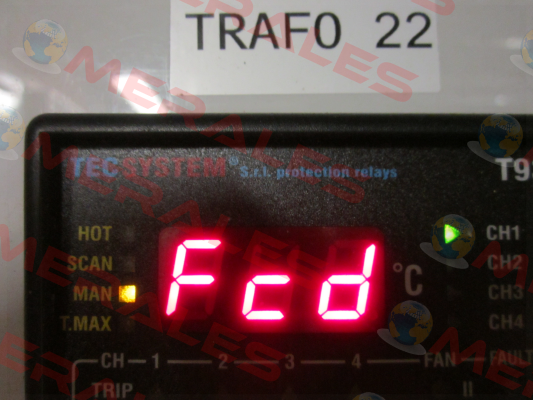 TRAFO 22
TECSYSTEM® S.r.l. protection relays
HOT
SCAN
MAN
T.MAX
Fcd
°C
CH1
CH2
CH3
CH4
CH 1 2 3 4 FAN FAULT
TRIP
MERALES